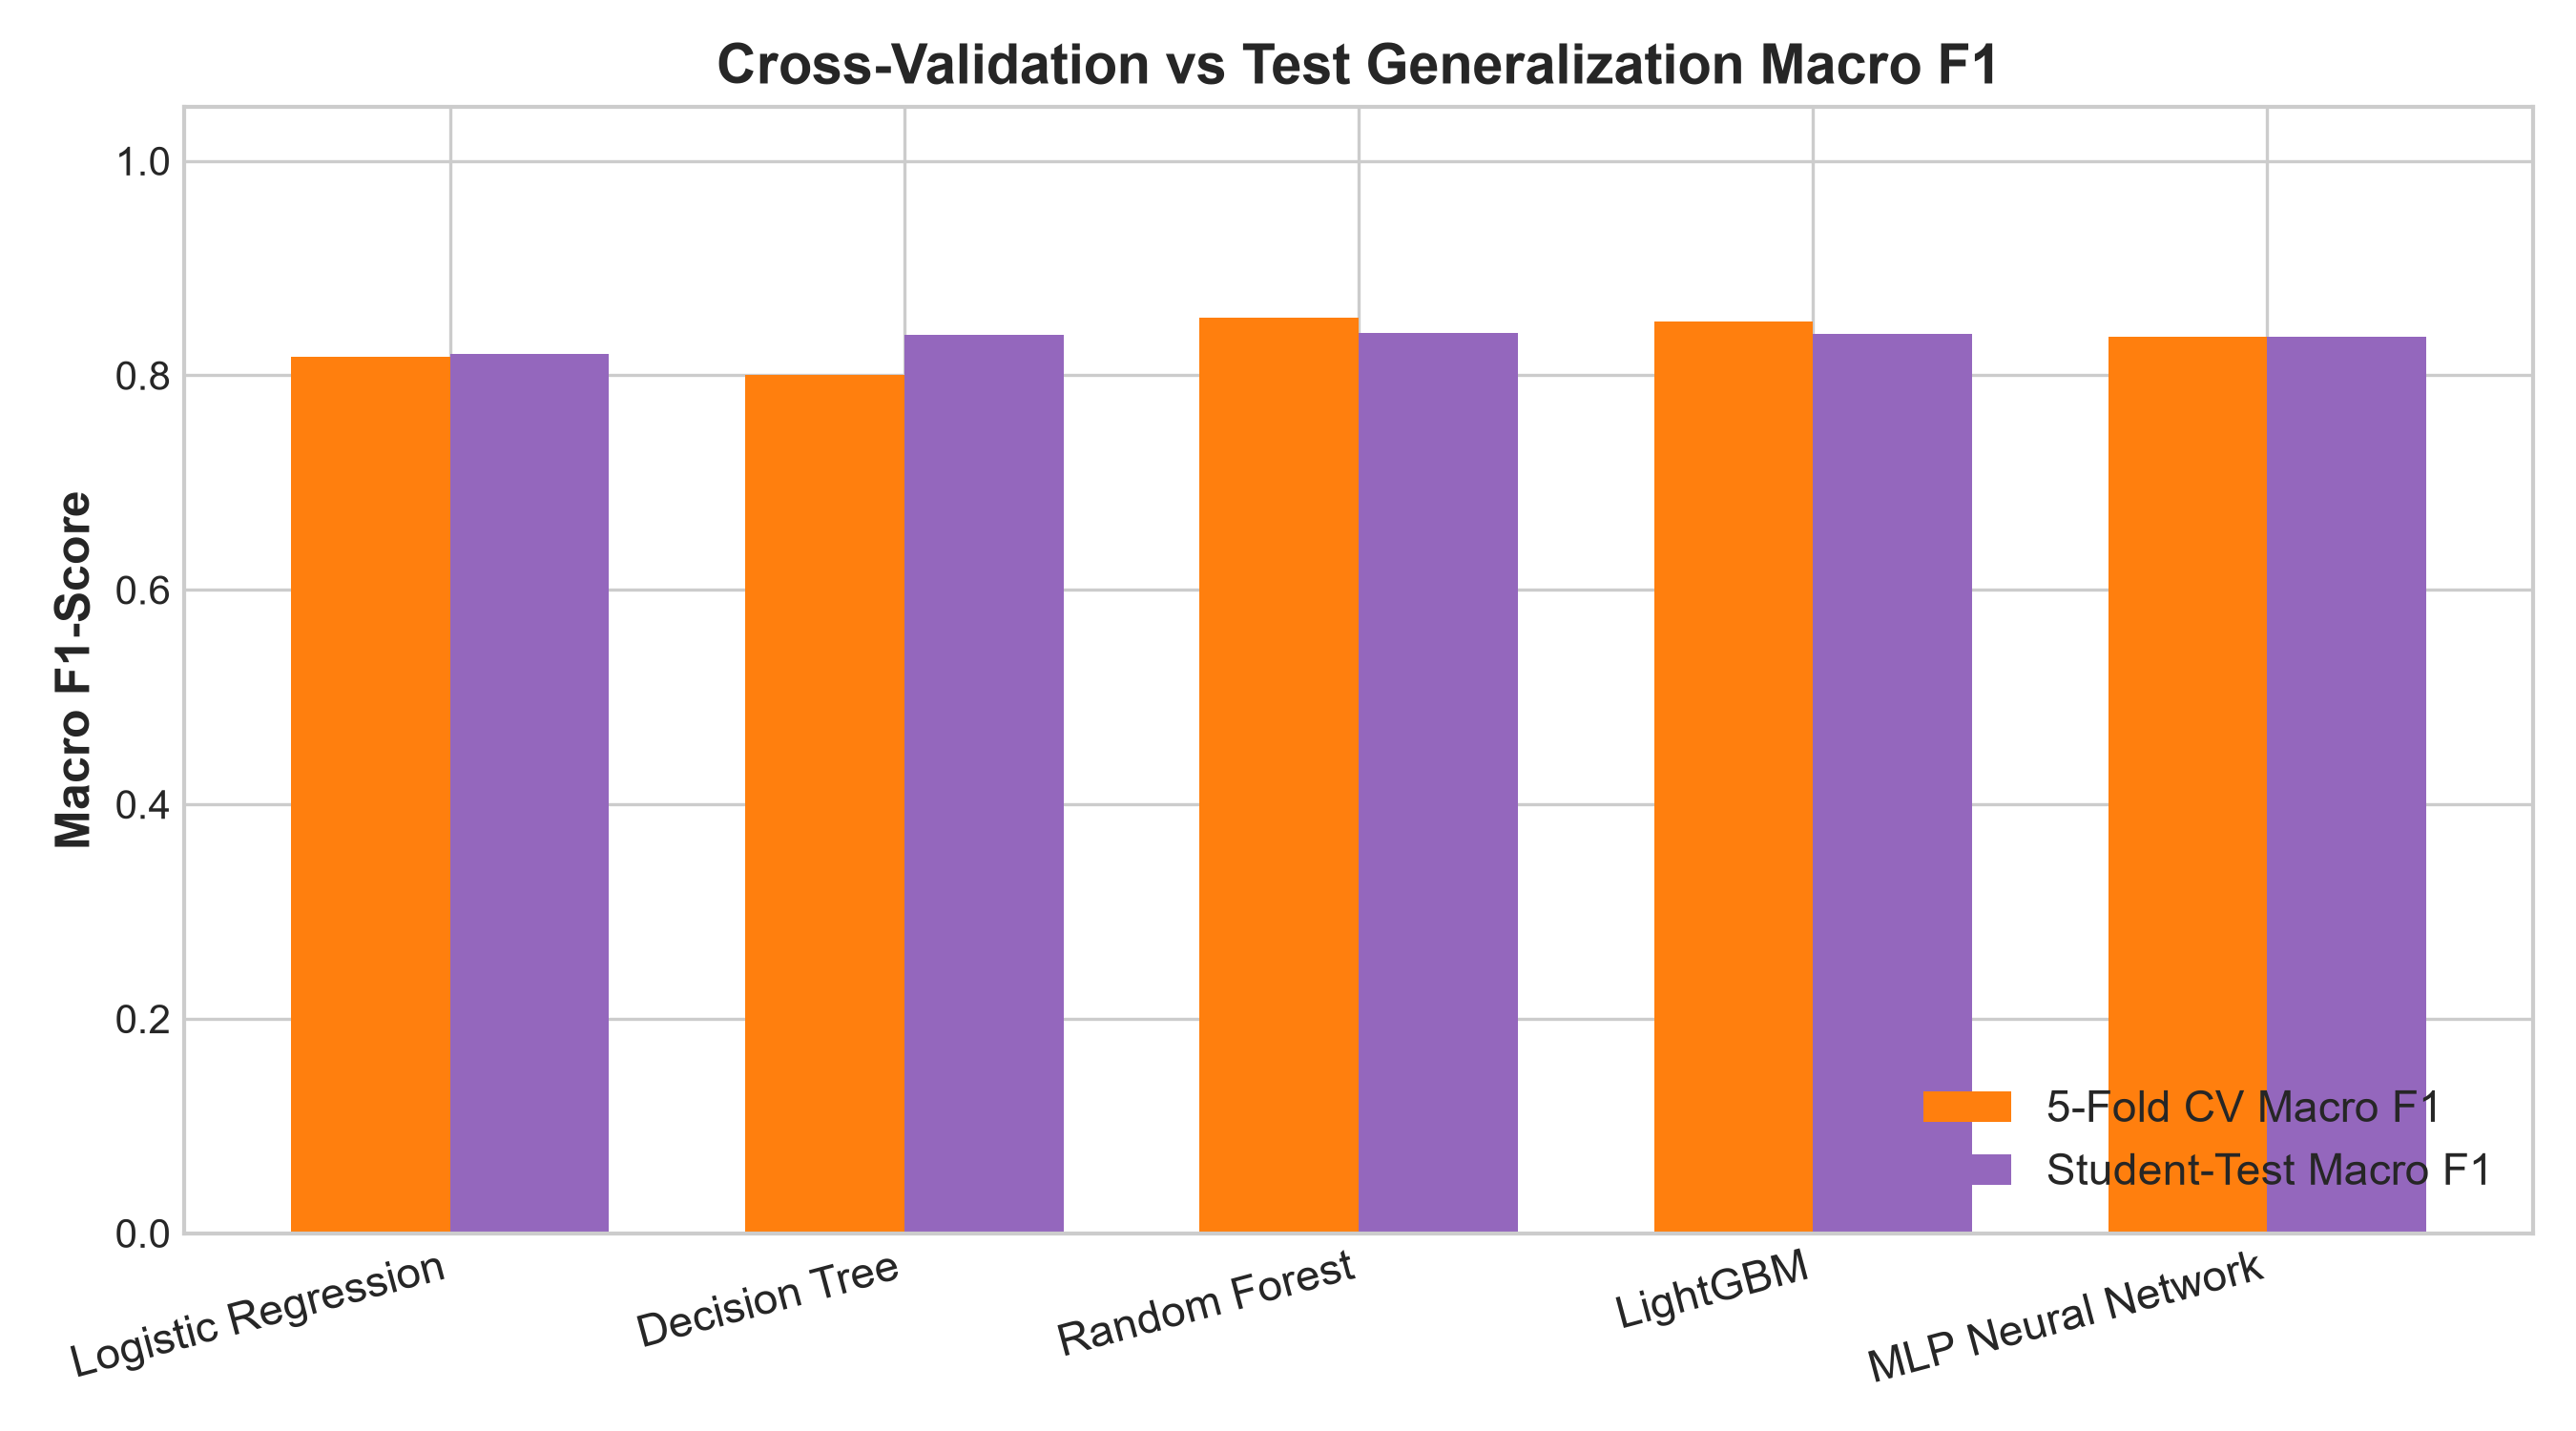 Cross-Validation vs Test Generalization Macro F1
Macro F1-Score
1.0
0.8
0.6
0.4
0.2
0.0
5-Fold CV Macro F1
Student-Test Macro F1
Logistic Regression
Decision Tree
Random Forest
LightGBM
MLP Neural Network